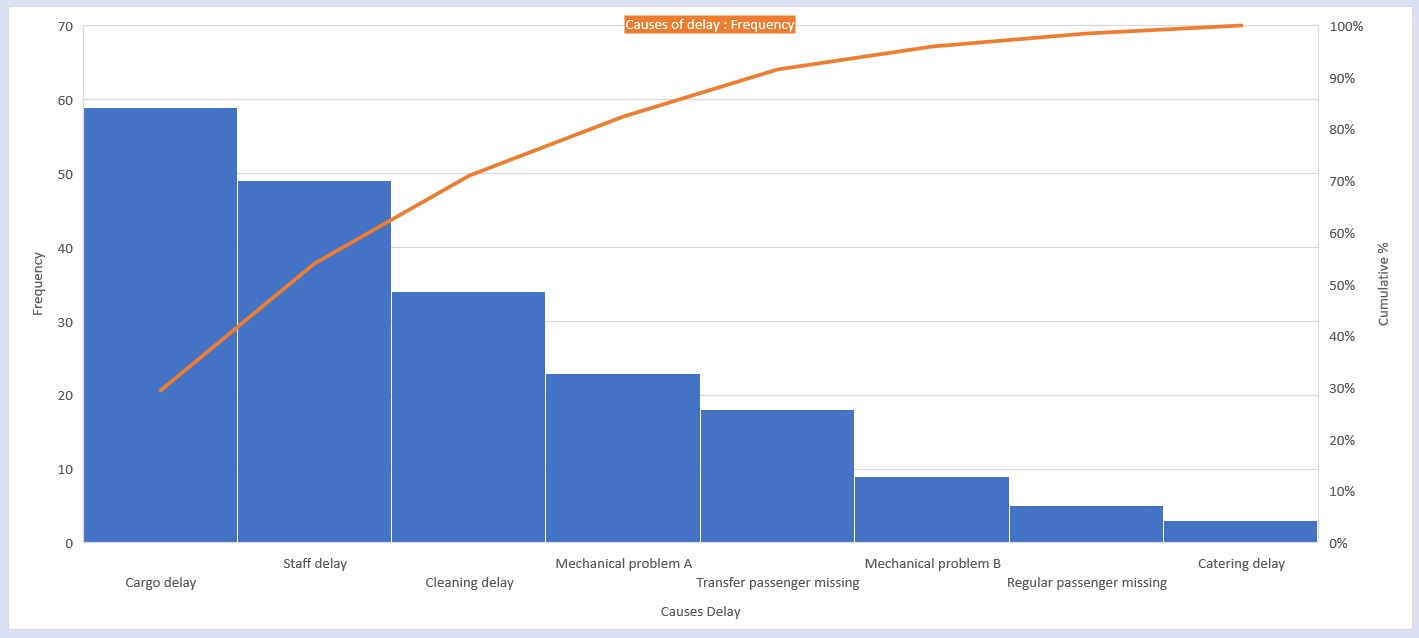 Causes of delay : Frequency
70
60
50
40
30
20
10
0
Frequency
100%
90%
80%
70%
60%
50%
40%
30%
20%
10%
0%
Cumulative %
Cargo delay
Staff delay
Cleaning delay
Mechanical problem A
Transfer passenger missing
Mechanical problem B
Regular passenger missing
Catering delay
Causes Delay